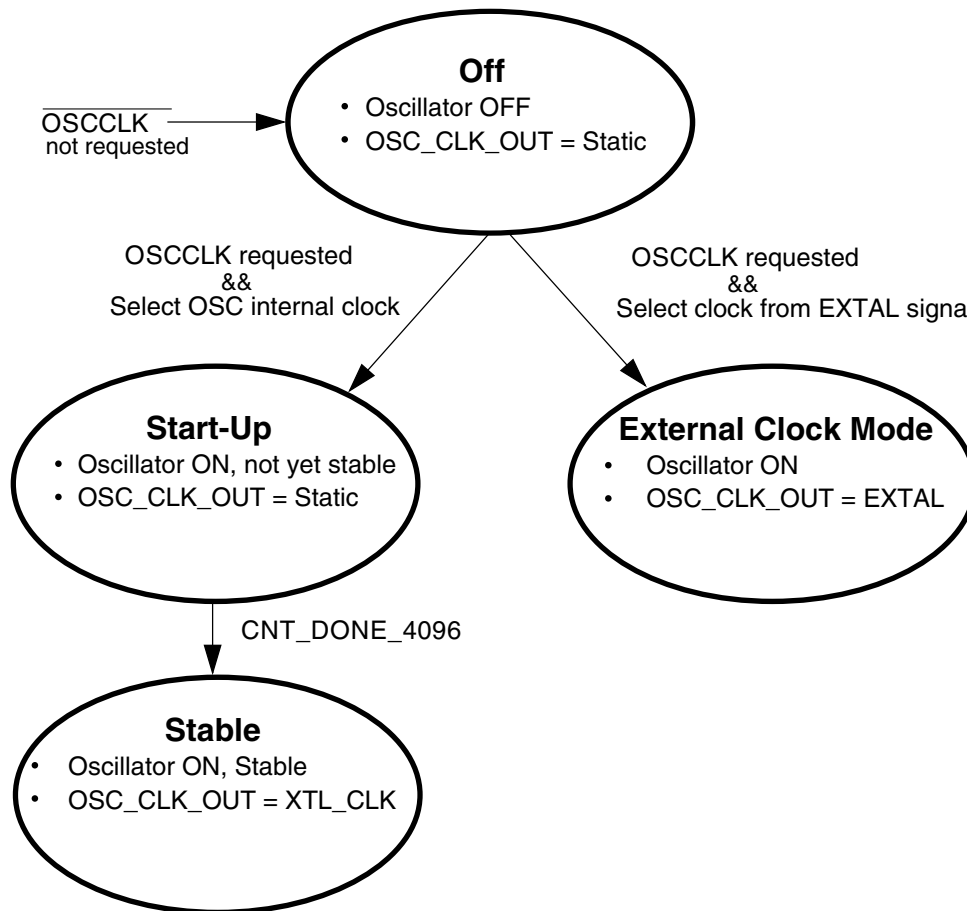 Off
• Oscillator OFF
• OSC_CLK_OUT = Static
OSCCLK
not requested
OSCCLK requested
&&
Select OSC internal clock
OSCCLK requested
&&
Select clock from EXTAL signa
Start-Up
• Oscillator ON, not yet stable
• OSC_CLK_OUT = Static
External Clock Mode
• Oscillator ON
• OSC_CLK_OUT = EXTAL
CNT_DONE_4096
Stable
• Oscillator ON, Stable
• OSC_CLK_OUT = XTL_CLK